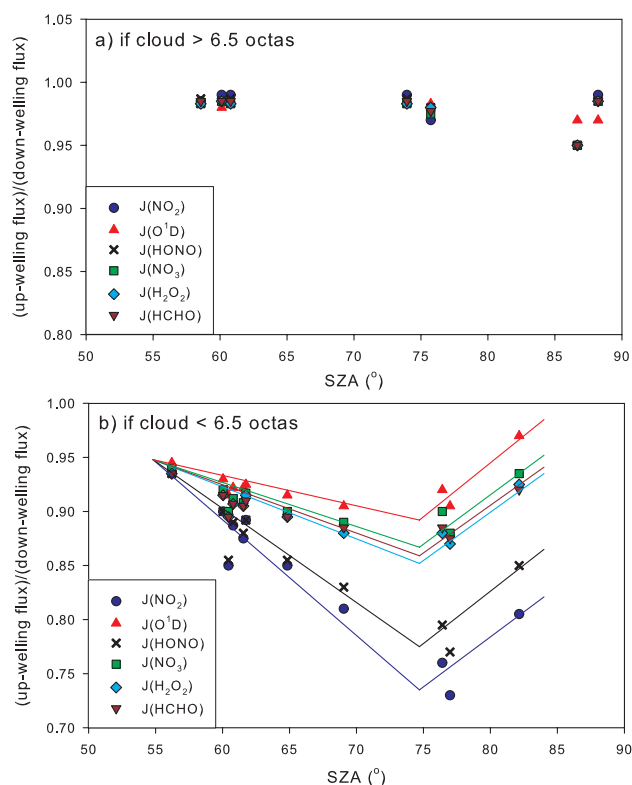 1.05
a) if cloud > 6.5 octas
1.00
0.95
0.90
0.85
0.80
(up-welling flux)/(down-welling flux)
J(NO₂)
J(O¹D)
J(HONO)
J(NO₃)
J(H₂O₂)
J(HCHO)
50 55 60 65 70 75 80 85 90
SZA (°)
1.00
b) if cloud < 6.5 octas
0.95
0.90
0.85
0.80
0.75
0.70
(up-welling flux)/(down-welling flux)
J(NO₂)
J(O¹D)
J(HONO)
J(NO₃)
J(H₂O₂)
J(HCHO)
50 55 60 65 70 75 80 85 90
SZA (°)